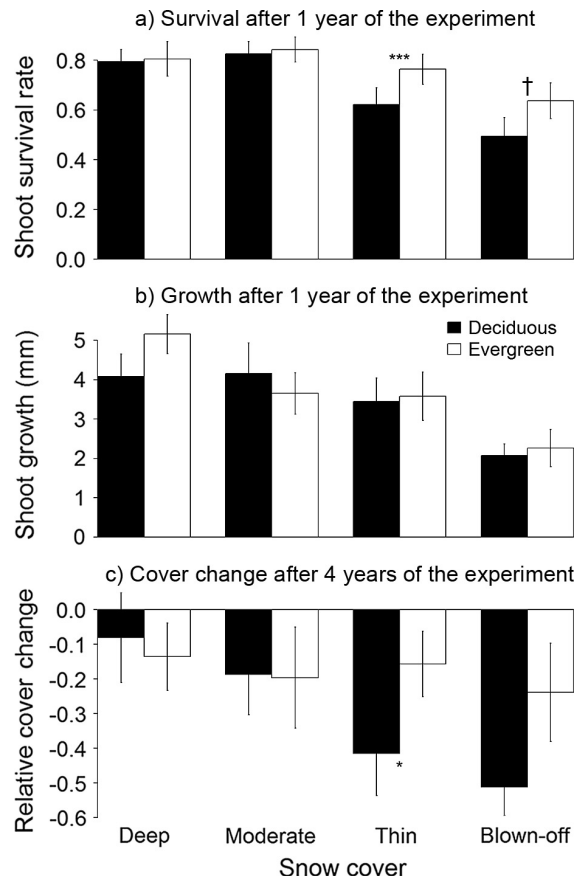 a) Survival after 1 year of the experiment
0.8
0.6
0.4
0.2
0.0
Shoot survival rate
***
†
b) Growth after 1 year of the experiment
5
4
3
2
1
0
Shoot growth (mm)
Deciduous
Evergreen
c) Cover change after 4 years of the experiment
0.0
-0.1
-0.2
-0.3
-0.4
-0.5
-0.6
Relative cover change
*
Deep Moderate Thin Blown-off
Snow cover